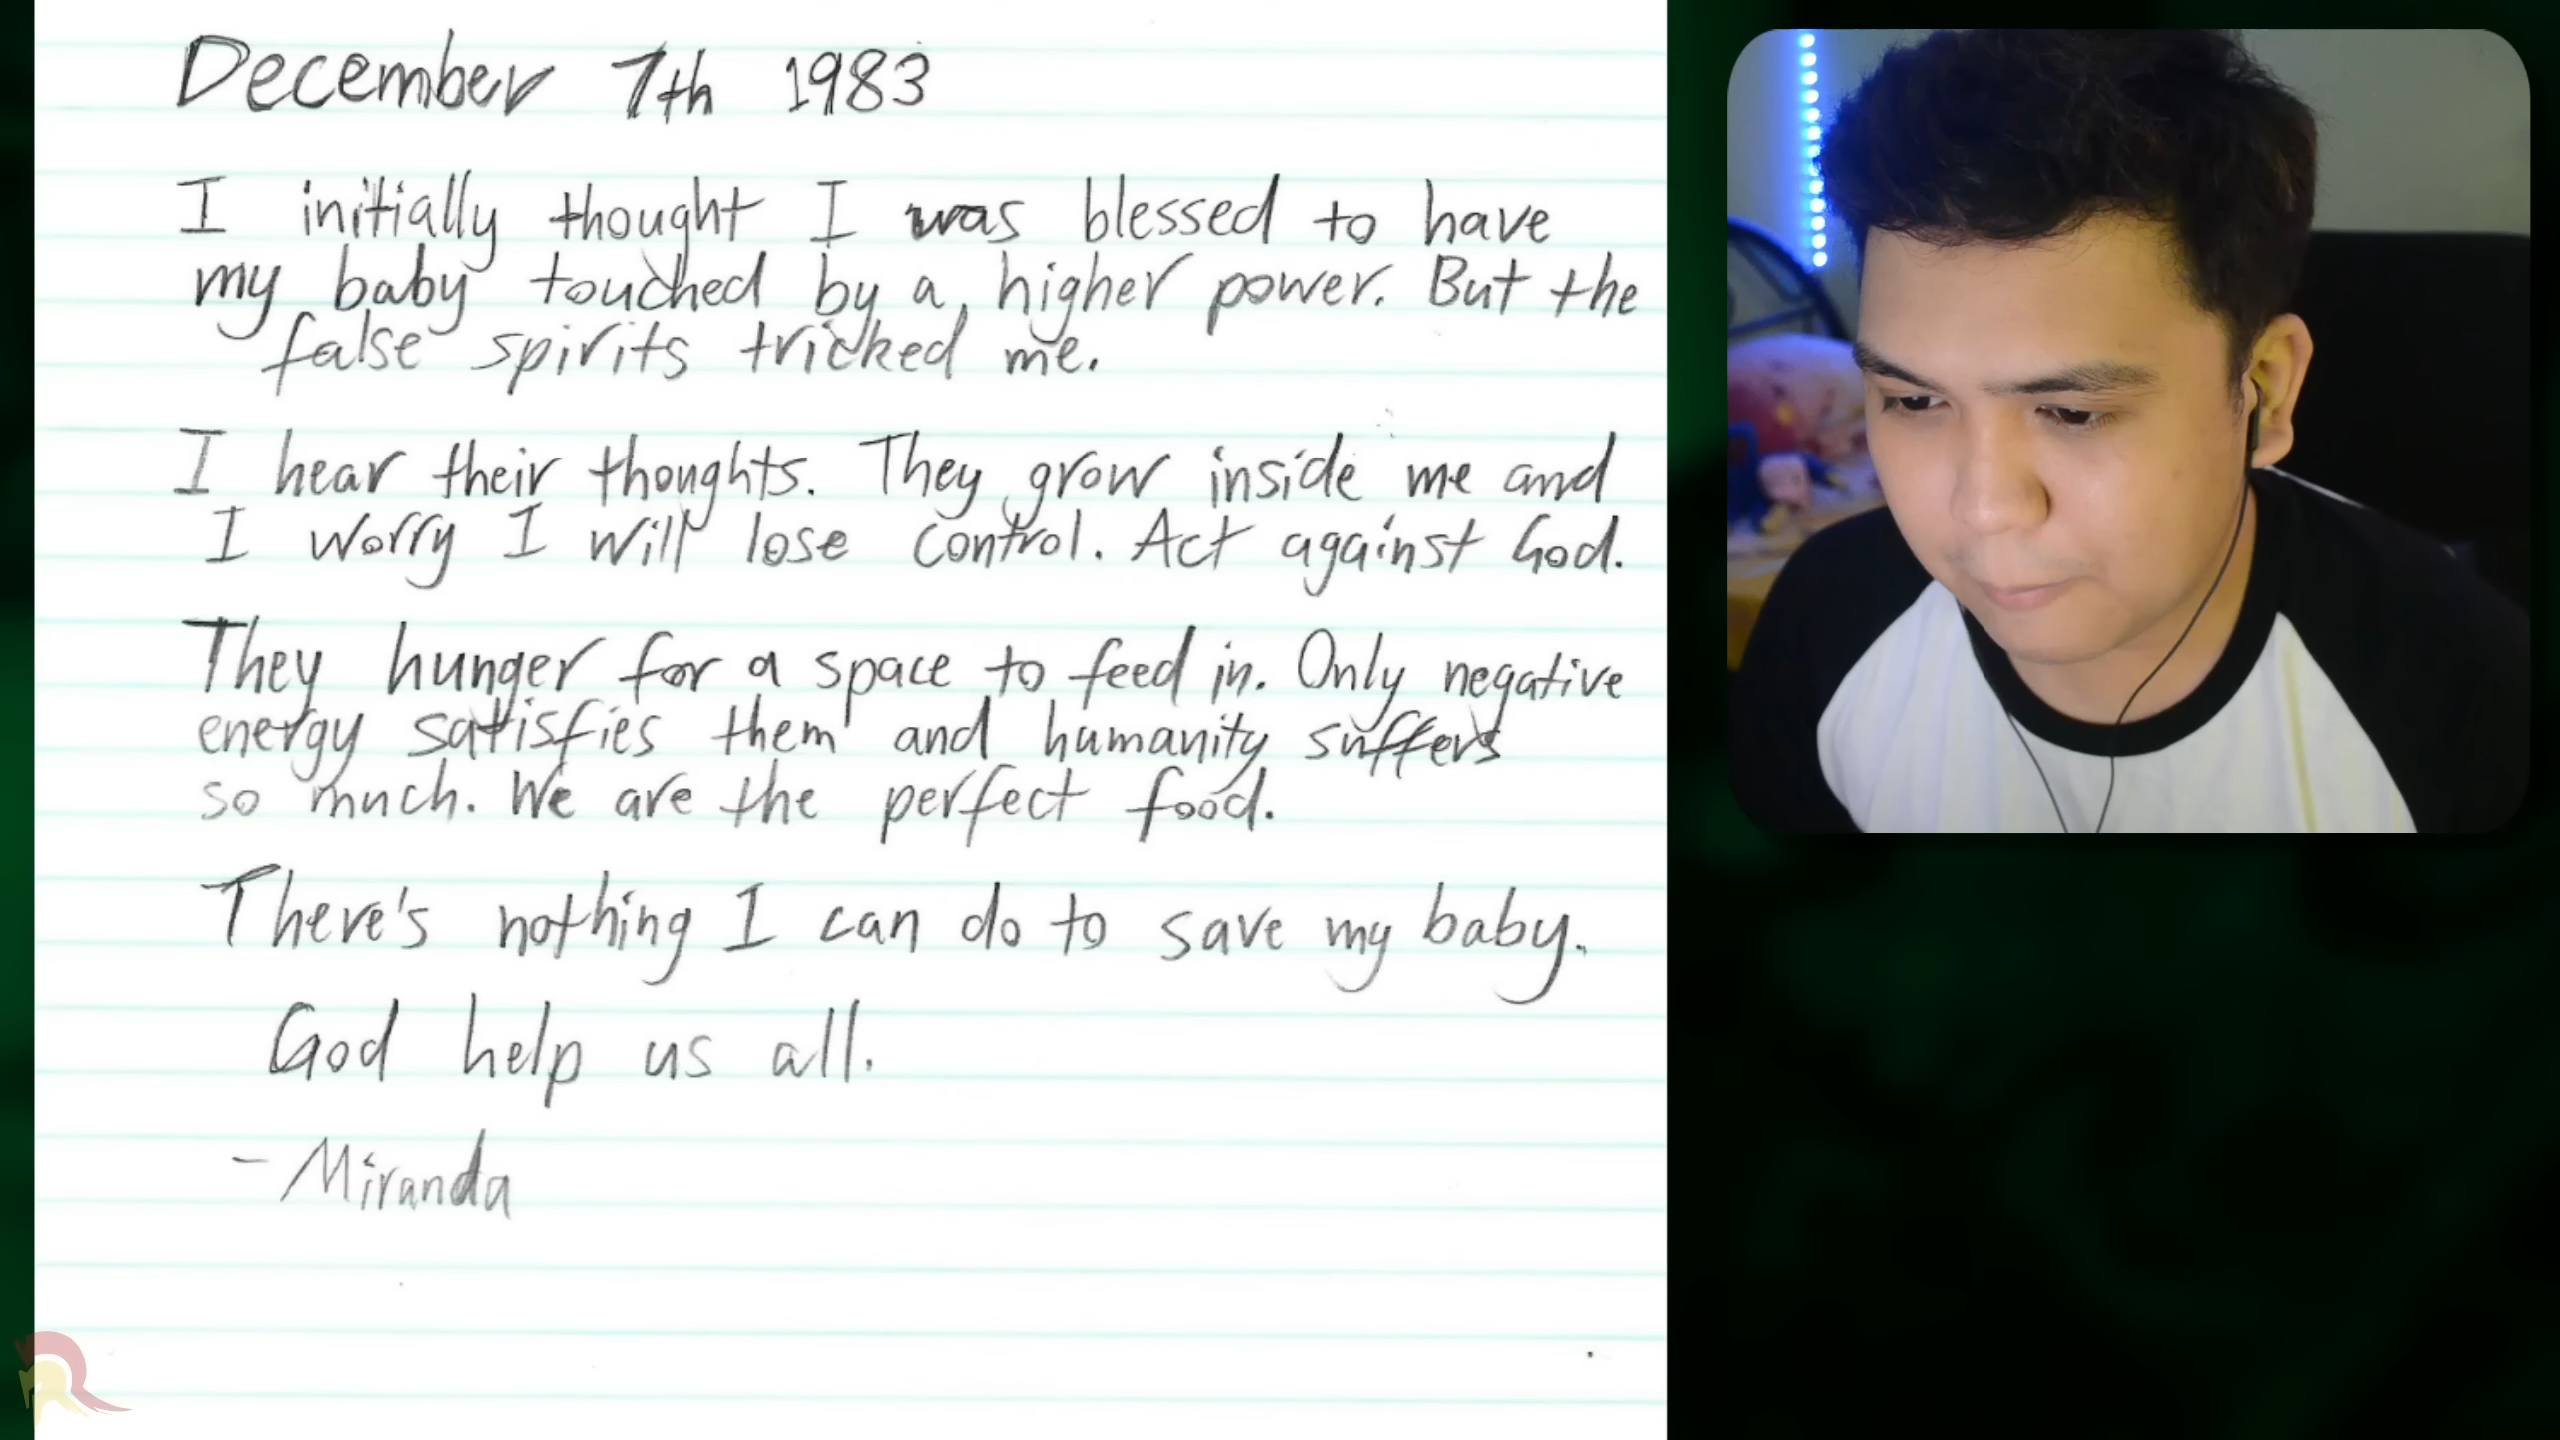 December 7th 1983
I initially thought I was blessed to have
my baby touched by a higher power. But the
false spirits tricked me.
I hear their thoughts. They grow inside me and
I worry I will lose control. Act against God.
They hunger for a space to feed in. Only negative
energy satisfies them and humanity suffers
so much. We are the perfect food.
There's nothing I can do to save my baby.
God help us all.
- Miranda